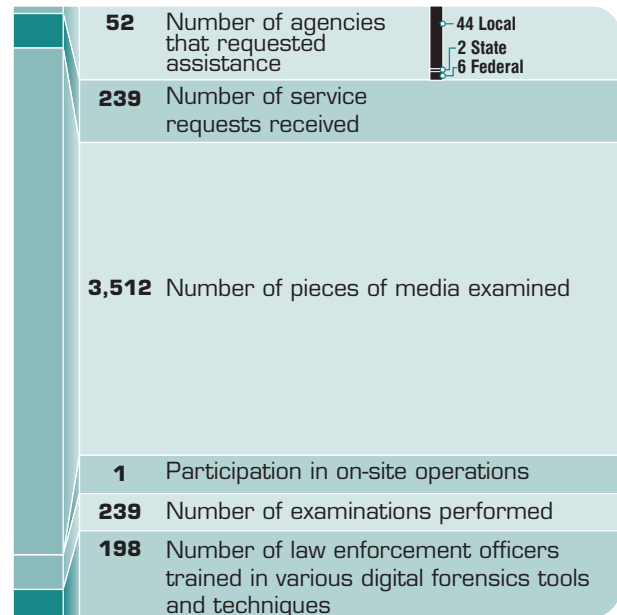 52 Number of agencies
that requested
assistance
44 Local
2 State
6 Federal
239 Number of service
requests received
3,512 Number of pieces of media examined
1 Participation in on-site operations
239 Number of examinations performed
198 Number of law enforcement officers
trained in various digital forensics tools
and techniques